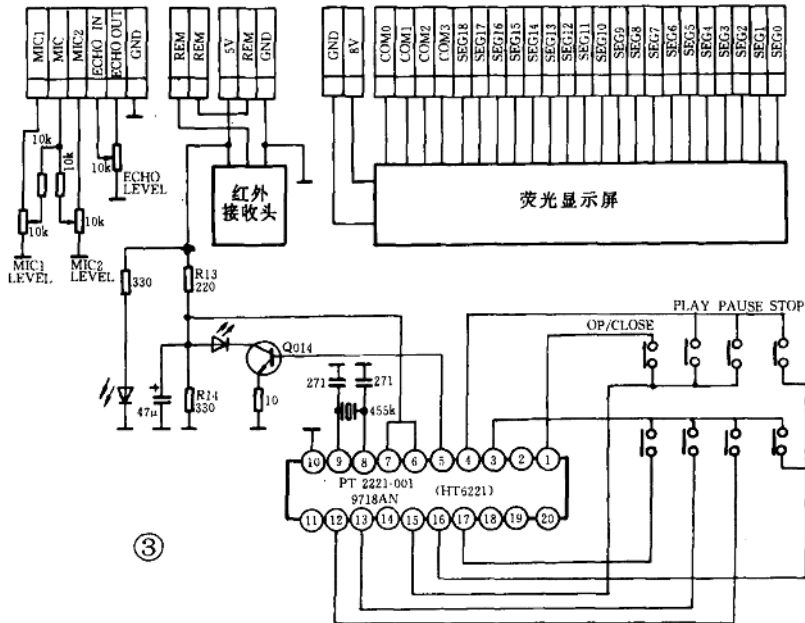 MIC1
MIC
MIC2
ECHO IN
ECHO OUT
GND
REM
REM
5V
REM
GND
GND
8V
COM0
COM1
COM2
COM3
SEG18
SEG17
SEG16
SEG15
SEG14
SEG13
SEG12
SEG11
SEG10
SEG9
SEG8
SEG7
SEG6
SEG5
SEG4
SEG3
SEG2
SEG1
SEG0
10k
10k
10k
ECHO
LEVEL
10k
10k
MIC1
LEVEL
MIC2
LEVEL
红外
接收头
荧光显示屏
330
R13
220
PLAY PAUSE STOP
OP/CLOSE
Q014
+
47μ
R14
330
10
271
271
455k
10 9 8 7 6 5 4 3 2 1
PT 2221-001
(HT6221)
9718AN
11 12 13 14 15 16 17 18 19 20
③